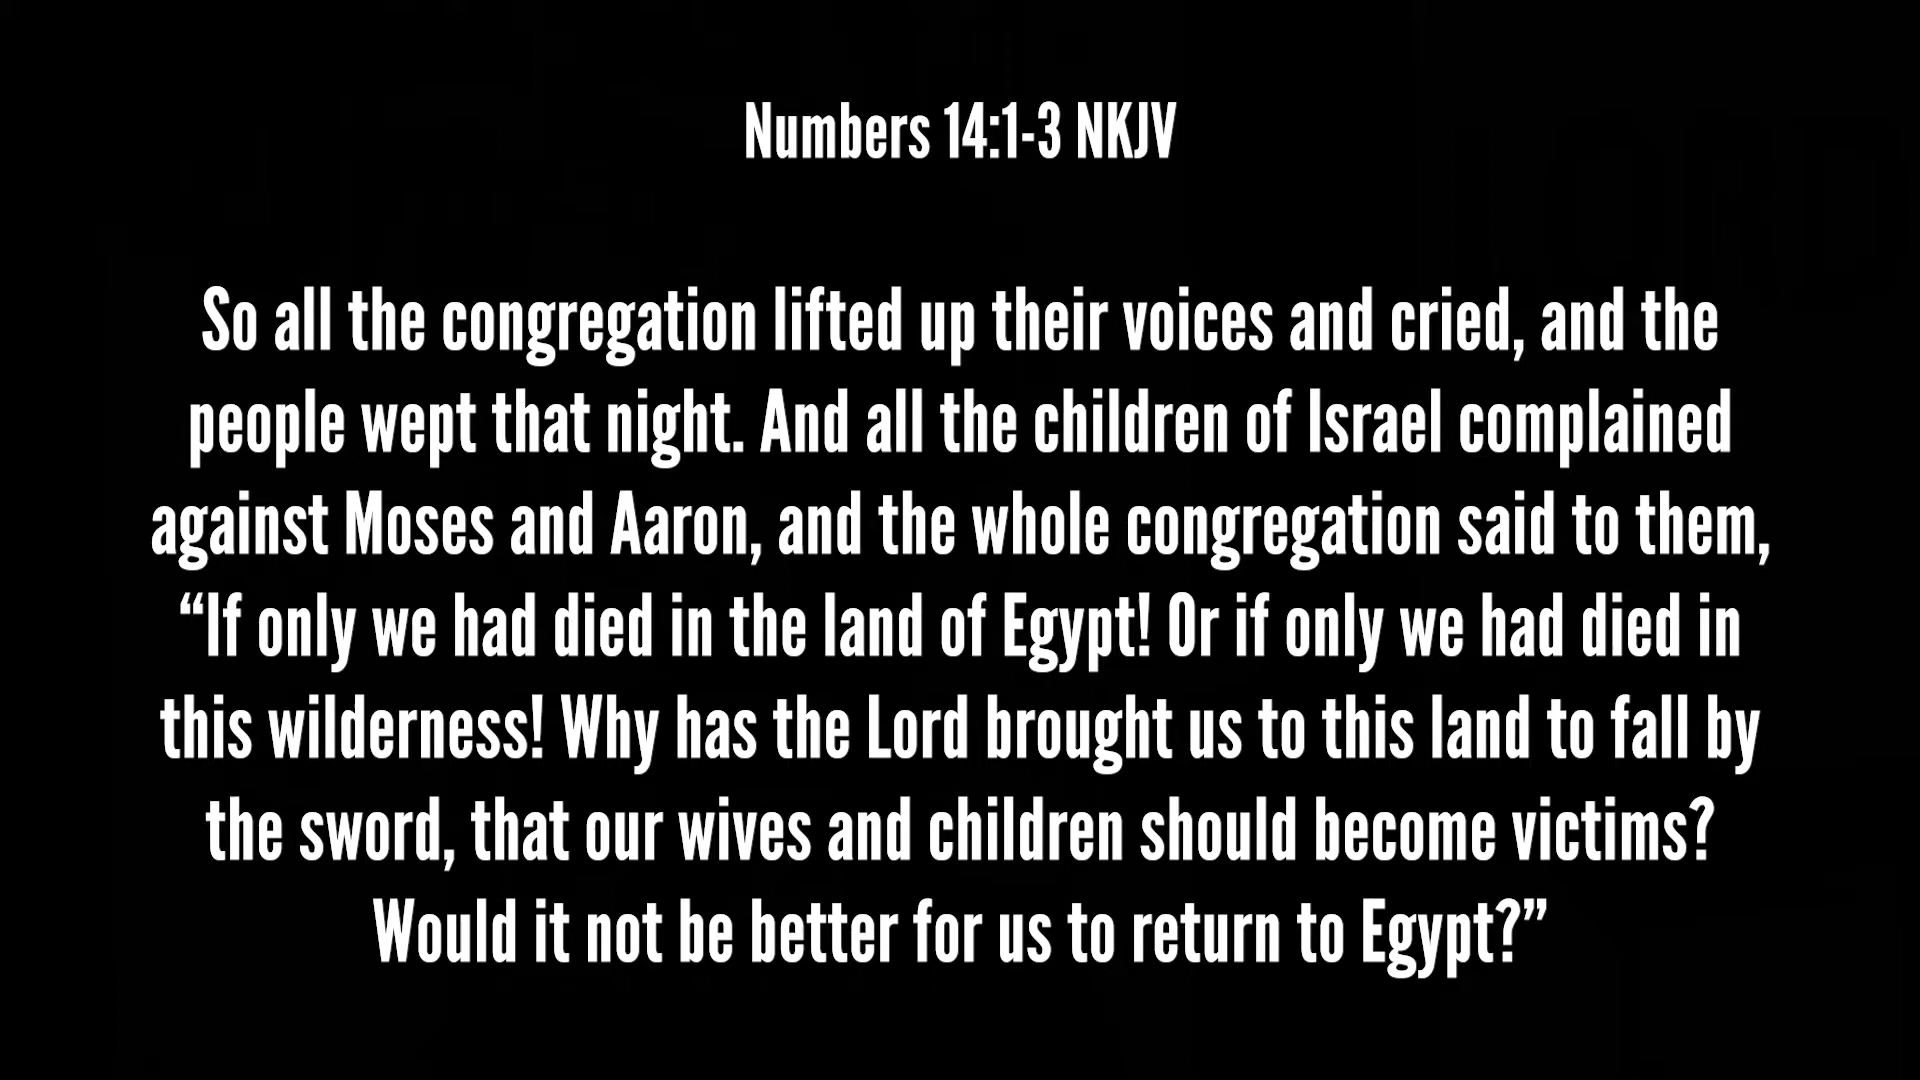 Numbers 14:1-3 NKJV
So all the congregation lifted up their voices and cried, and the
people wept that night. And all the children of Israel complained
against Moses and Aaron, and the whole congregation said to them,
“If only we had died in the land of Egypt! Or if only we had died in
this wilderness! Why has the Lord brought us to this land to fall by
the sword, that our wives and children should become victims?
Would it not be better for us to return to Egypt?”